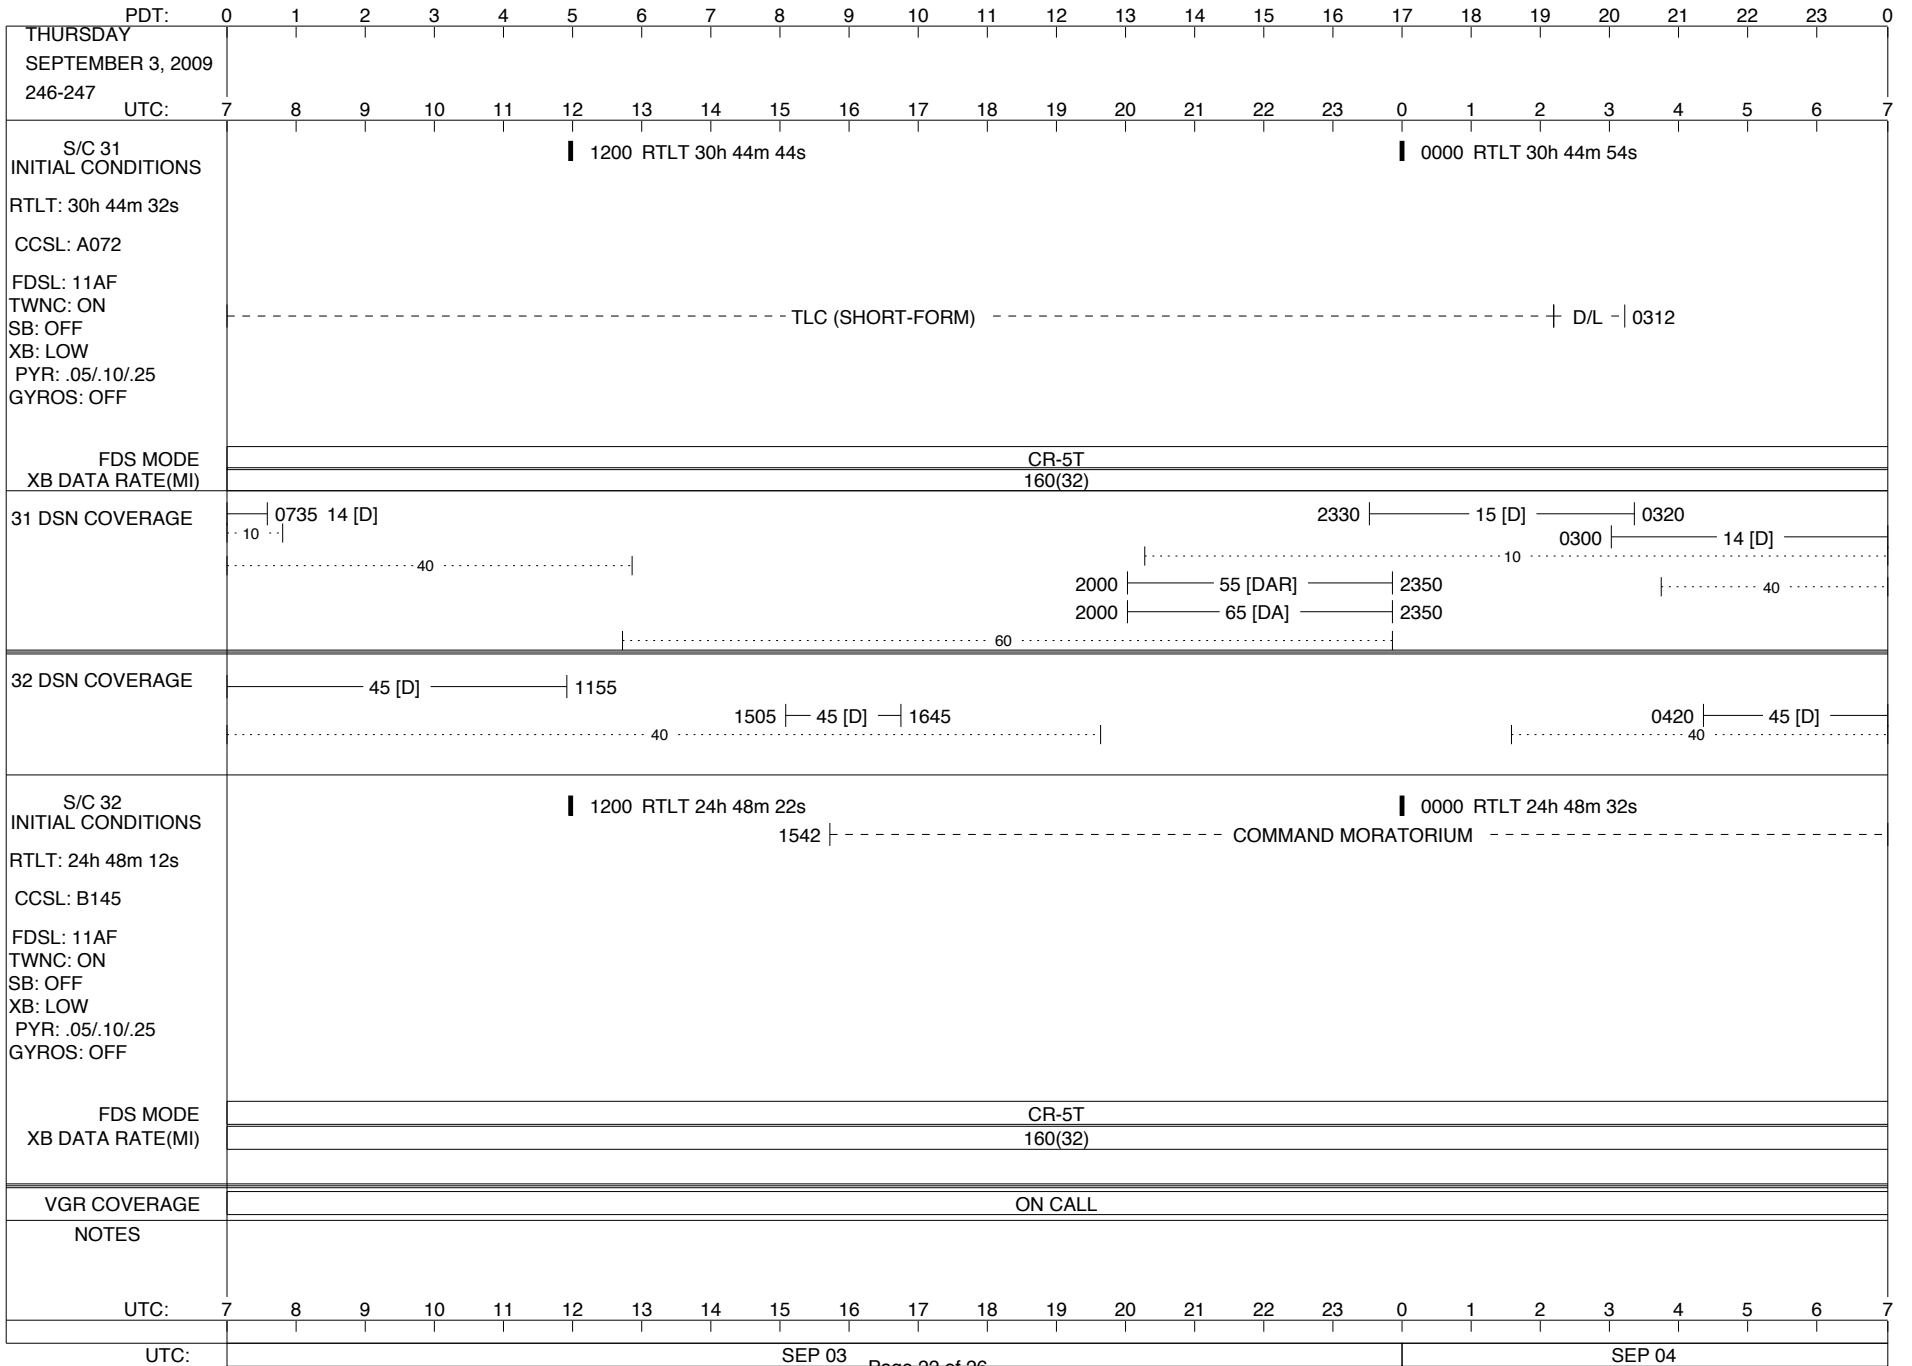 PDT: 0 1 2 3 4 5 6 7 8 9 10 11 12 13 14 15 16 17 18 19 20 21 22 23 0
THURSDAY
SEPTEMBER 3, 2009
246-247
UTC: 7 8 9 10 11 12 13 14 15 16 17 18 19 20 21 22 23 0 1 2 3 4 5 6 7
S/C 31
INITIAL CONDITIONS
1200 RTLT 30h 44m 44s
0000 RTLT 30h 44m 54s
RTLT: 30h 44m 32s
CCSL: A072
FDSL: 11AF
TWNC: ON
TLC (SHORT-FORM) D/L 0312
SB: OFF
XB: LOW
PYR: .05/.10/.25
GYROS: OFF
FDS MODE CR-5T
XB DATA RATE(MI) 160(32)
31 DSN COVERAGE
0735 14 [D]
2330 15 [D] 0320
10
0300 14 [D]
10
40
2000 55 [DAR] 2350
40
2000 65 [DA] 2350
60
32 DSN COVERAGE
45 [D] 1155
1505 45 [D] 1645
0420 45 [D]
40
40
S/C 32
INITIAL CONDITIONS
1200 RTLT 24h 48m 22s
0000 RTLT 24h 48m 32s
1542 COMMAND MORATORIUM
RTLT: 24h 48m 12s
CCSL: B145
FDSL: 11AF
TWNC: ON
SB: OFF
XB: LOW
PYR: .05/.10/.25
GYROS: OFF
FDS MODE CR-5T
XB DATA RATE(MI) 160(32)
VGR COVERAGE ON CALL
NOTES
UTC: 7 8 9 10 11 12 13 14 15 16 17 18 19 20 21 22 23 0 1 2 3 4 5 6 7
UTC: SEP 03 SEP 04
Page 22 of 26